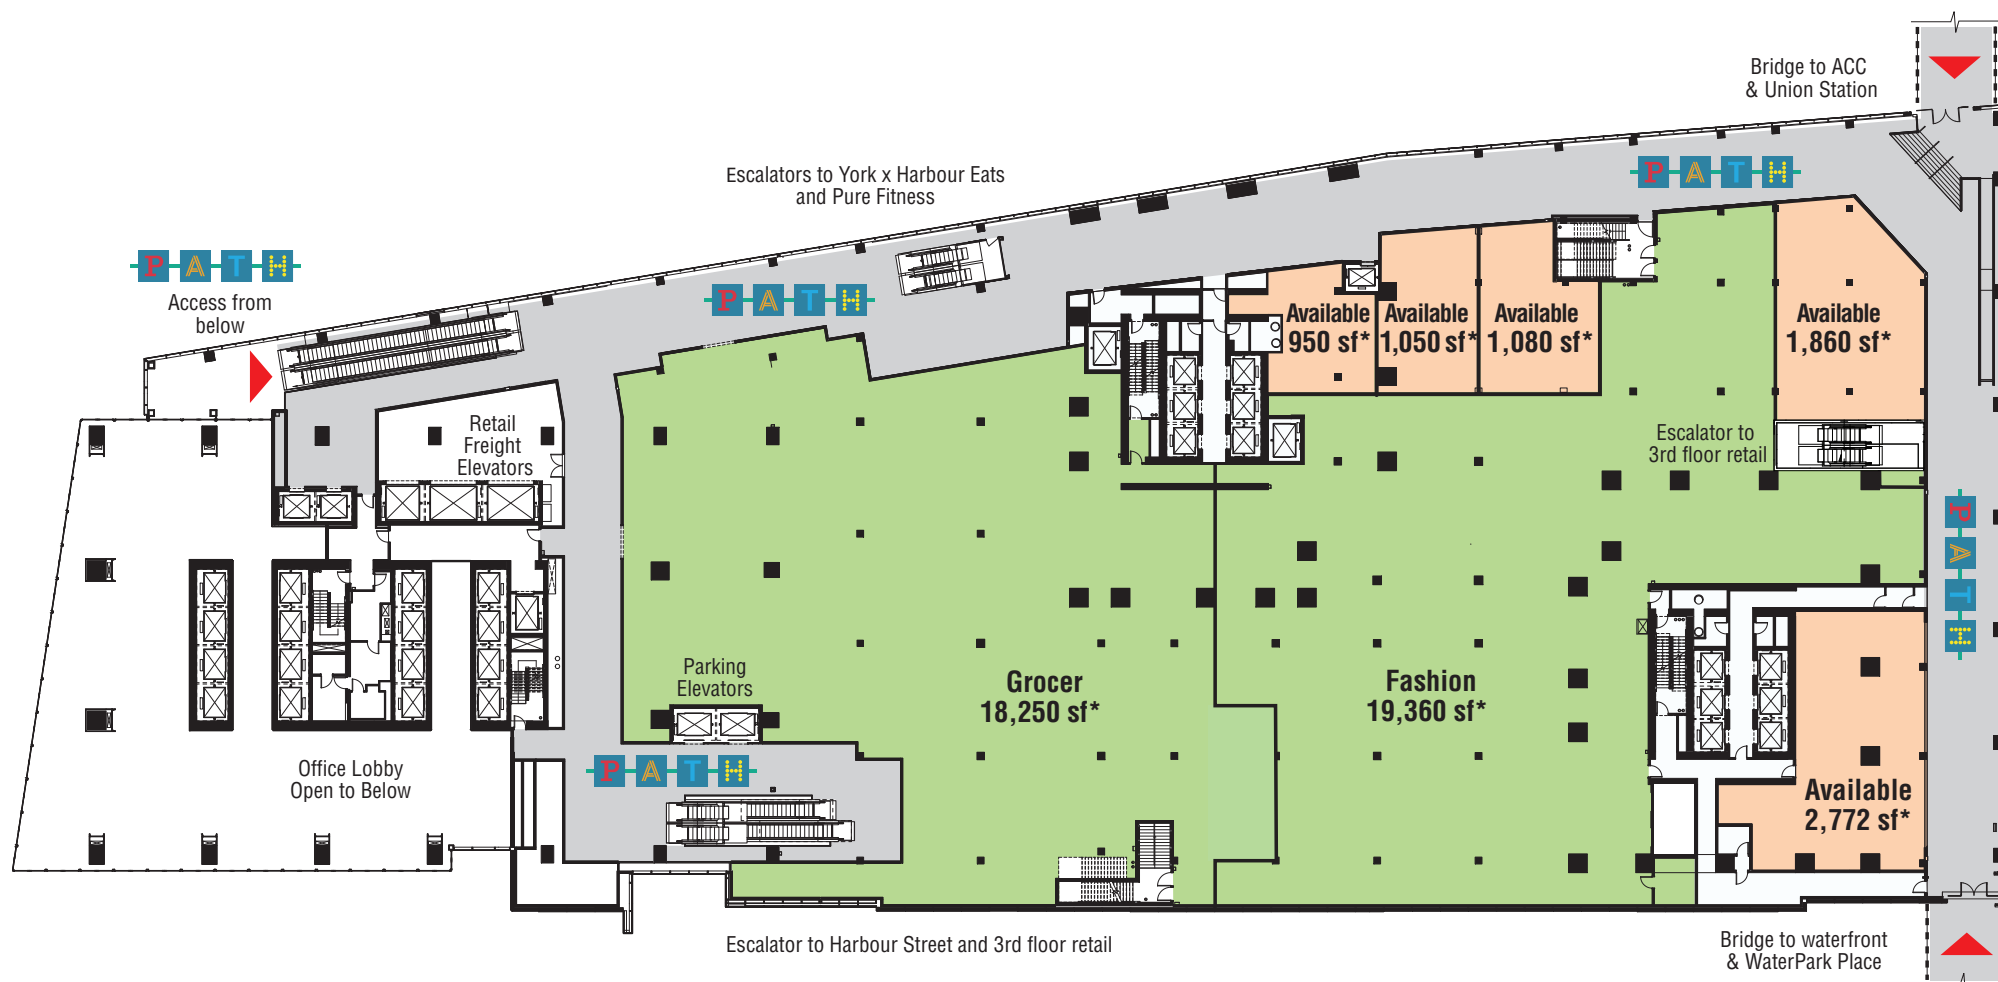 Bridge to ACC
& Union Station
Escalators to York x Harbour Eats
and Pure Fitness
PATH
PATH
Access from
below
PATH
Available
950 sf*
Available
1,050 sf*
Available
1,080 sf*
Available
1,860 sf*
Retail
Freight
Elevators
Escalator to
3rd floor retail
PATH
Parking
Elevators
Grocer
18,250 sf*
Fashion
19,360 sf*
Office Lobby
Open to Below
PATH
Available
2,772 sf*
Escalator to Harbour Street and 3rd floor retail
Bridge to waterfront
& WaterPark Place